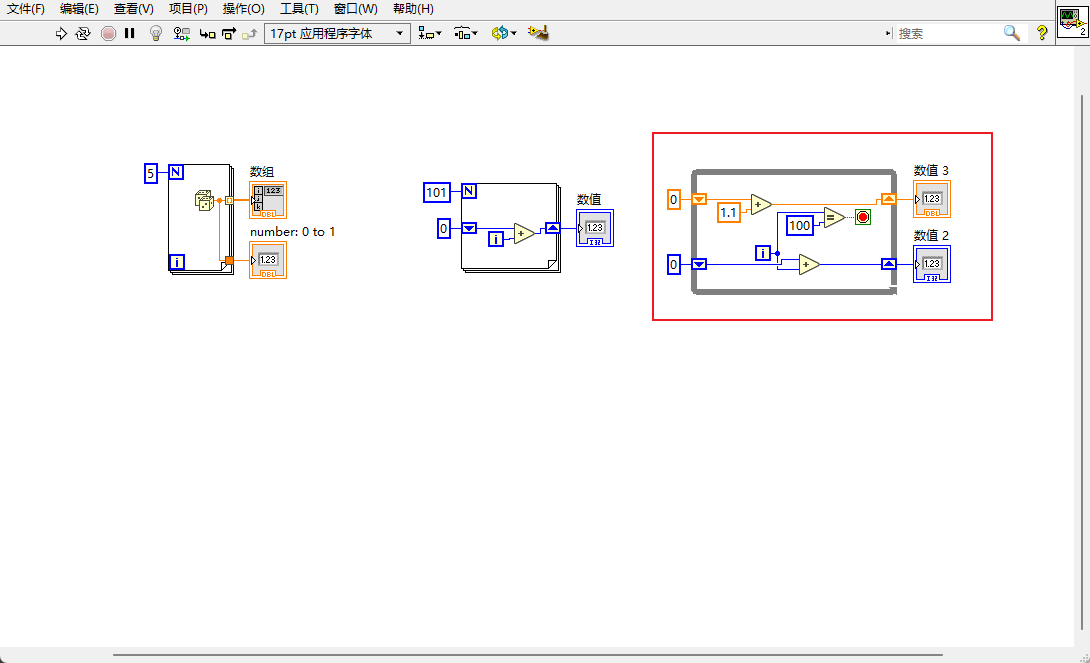 文件(F) 编辑(E) 查看(V) 项目(P) 操作(O) 工具(T) 窗口(W) 帮助(H)
17pt 应用程序字体
搜索
?
2
5
N
i
数组
123
DBL
number: 0 to 1
1.23
DBL
101
N
0
i
+
数值
1.23
I32
0
1.1
+
100
=
i
0
+
数值 3
1.23
DBL
数值 2
1.23
I32